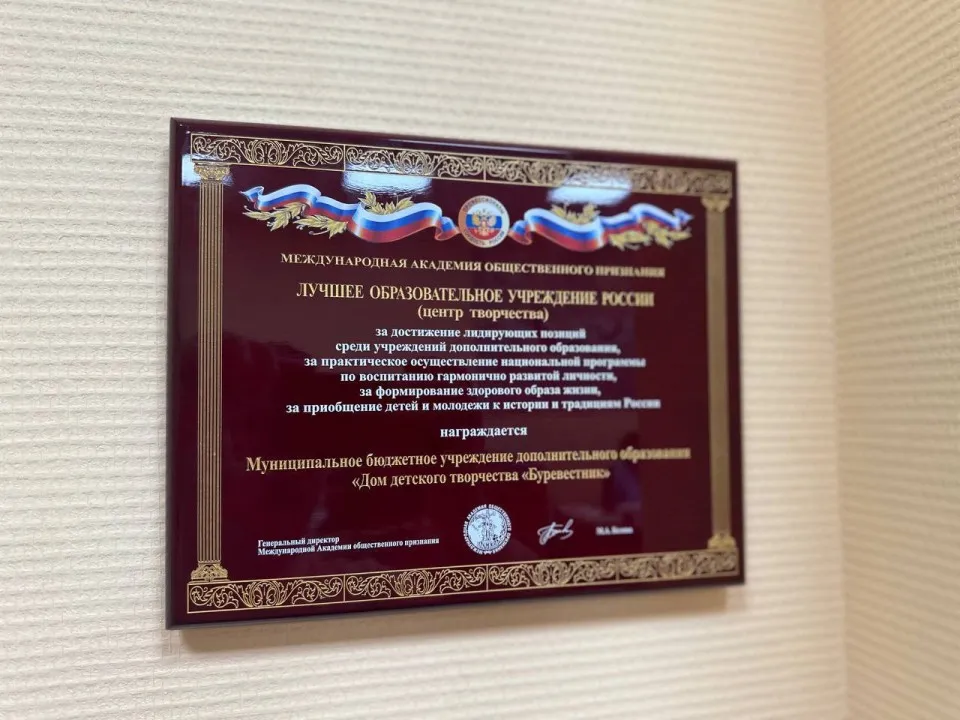 МЕЖДУНАРОДНАЯ АКАДЕМИЯ ОБЩЕСТВЕННОГО ПРИЗНАНИЯ
ЛУЧШЕЕ ОБРАЗОВАТЕЛЬНОЕ УЧРЕЖДЕНИЕ РОССИИ
(центр творчества)
за достижение лидирующих позиций
среди учреждений дополнительного образования,
за практическое осуществление национальной программы
по воспитанию гармонично развитой личности,
за формирование здорового образа жизни,
за приобщение детей и молодежи к истории и традициям России
награждается
Муниципальное бюджетное учреждение дополнительного образования
«Дом детского творчества «Буревестник»
Генеральный директор
Международной Академии общественного признания